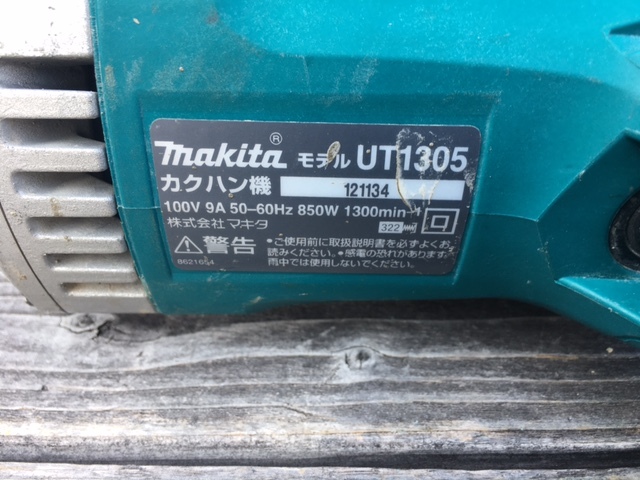 makita® モデル UT1305
カクハン機 121134
100V 9A 50-60Hz 850W 1300min-1
株式会社マキタ 322
警告 •ご使用前に取扱説明書を必ずよくお
読みください。•感電の恐れがあります。
雨中では使用しないでください。
8621654